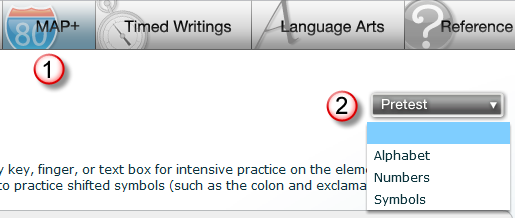 80 MAP+ Timed Writings Language Arts Reference
1
2 Pretest
Alphabet
y key, finger, or text box for intensive practice on the elem
Numbers
to practice shifted symbols (such as the colon and exclama
Symbols